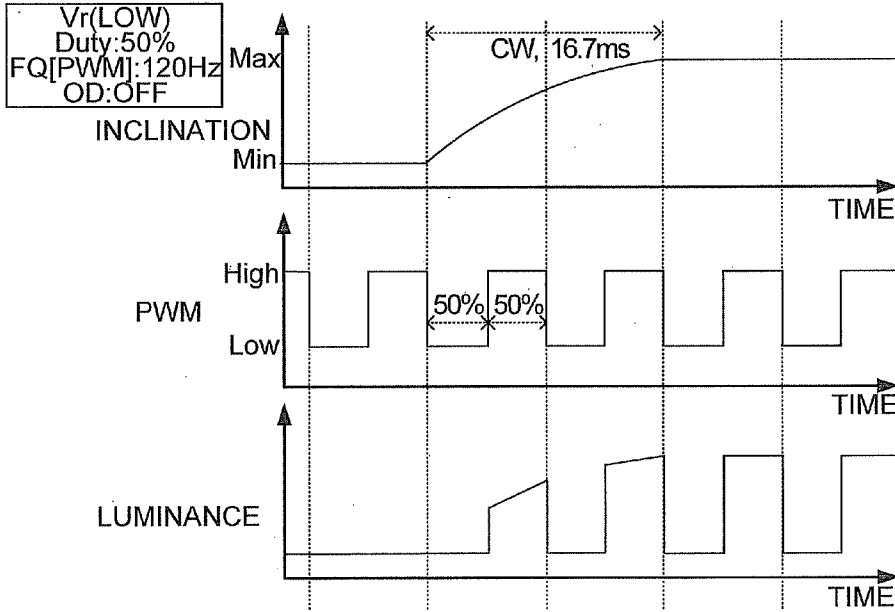 Vr(LOW)
Duty:50%
FQ[PWM]:120Hz
OD:OFF
Max
CW, 16.7ms
INCLINATION
Min
TIME
High
PWM
50% 50%
Low
TIME
LUMINANCE
TIME